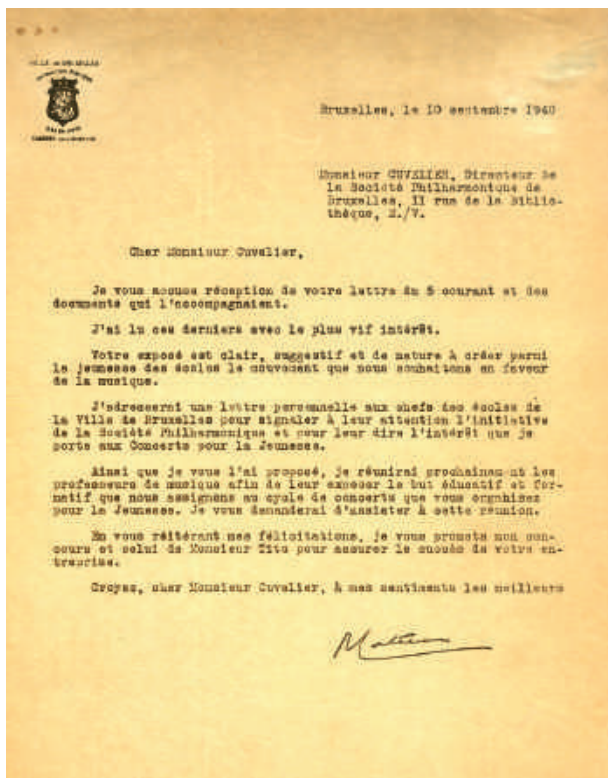 VILLE DE BRUXELLES
Bruxelles, le 10 septembre 1940
Monsieur CUVELIER, Directeur de
la Société Philharmonique de
Bruxelles, 11 rue de la Biblio-
thèque, E./V.
Cher Monsieur Cuvelier,
Je vous accuse réception de votre lettre du 5 courant et des
documents qui l'accompagnaient.
J'ai lu ces derniers avec le plus vif intérêt.
Votre exposé est clair, suggestif et de nature à créer parmi
la jeunesse des écoles le mouvement que nous souhaitons en faveur
de la musique.
J'adresserai une lettre personnelle aux chefs des écoles de
la Ville de Bruxelles pour signaler à leur attention l'initiative
de la Société Philharmonique et pour leur dire l'intérêt que je
porte aux Concerts pour la Jeunesse.
Ainsi que je vous l'ai proposé, je réunirai prochainement les
professeurs de musique afin de leur exposer le but éducatif et for-
matif que nous assignons au cycle de concerts que vous organisez
pour la Jeunesse. Je vous demanderai d'assister à cette réunion.
En vous réitérant mes félicitations, je vous promets mon con-
cours et celui de Monsieur Tits pour assurer le succès de votre en-
treprise.
Croyez, cher Monsieur Cuvelier, à mes sentiments les meilleurs